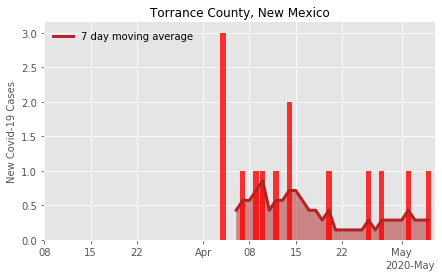 Torrance County, New Mexico
7 day moving average
New Covid-19 Cases
3.0
2.5
2.0
1.5
1.0
0.5
0.0
08 15 22 Apr 08 15 22 May
2020-May